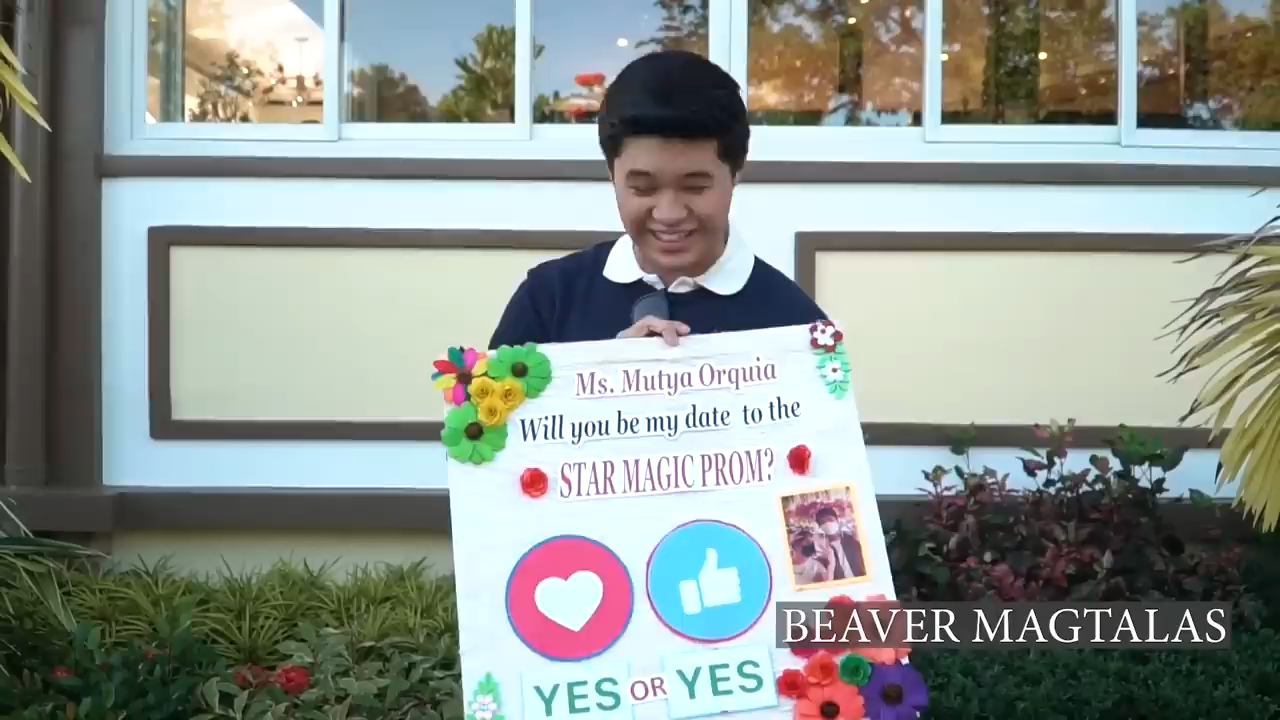 Ms. Mutya Orquia
Will you be my date to the
STAR MAGIC PROM?
YES OR YES
BEAVER MAGTALAS